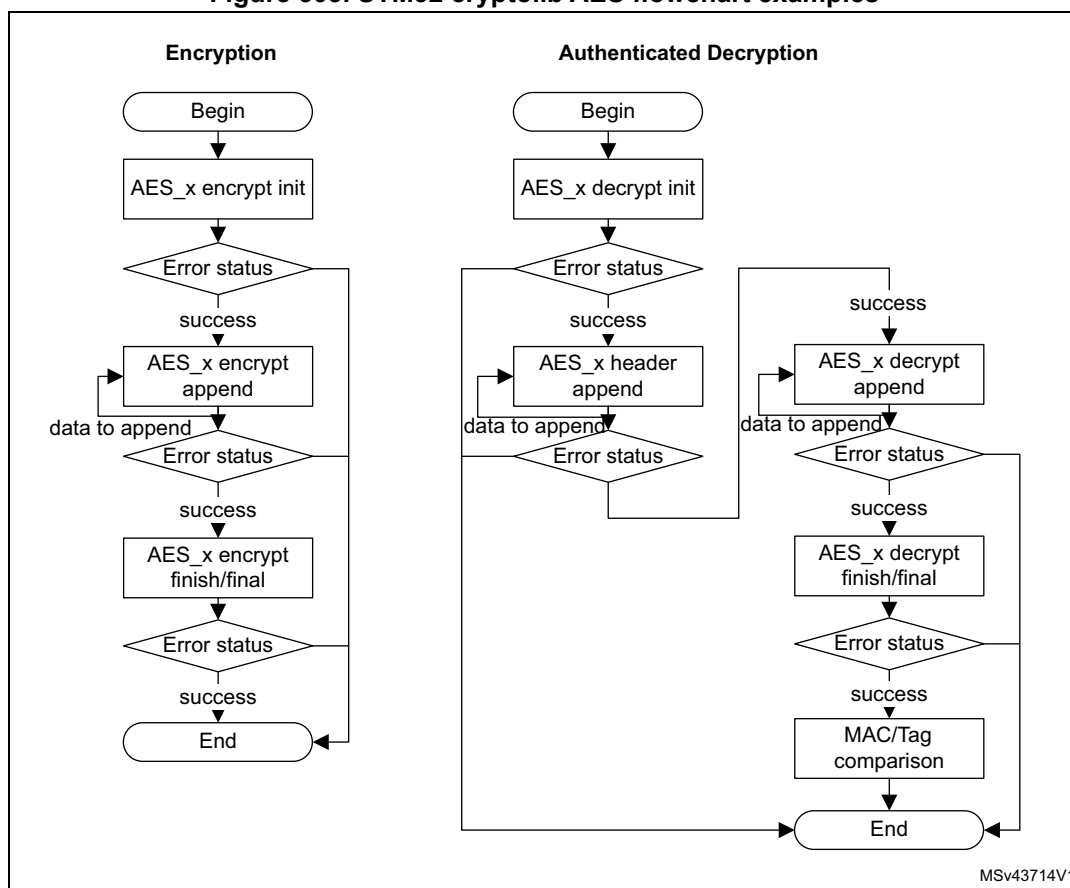 Figure STM32 cryptolib AES flowchart examples
Encryption
Begin
AES_x encrypt init
Error status
success
AES_x encrypt
append
data to append
Error status
success
AES_x encrypt
finish/final
Error status
success
End
Authenticated Decryption
Begin
AES_x decrypt init
Error status
success
AES_x header
append
data to append
Error status
success
AES_x decrypt
append
data to append
Error status
success
AES_x decrypt
finish/final
Error status
success
MAC/Tag
comparison
End
MSv43714V1